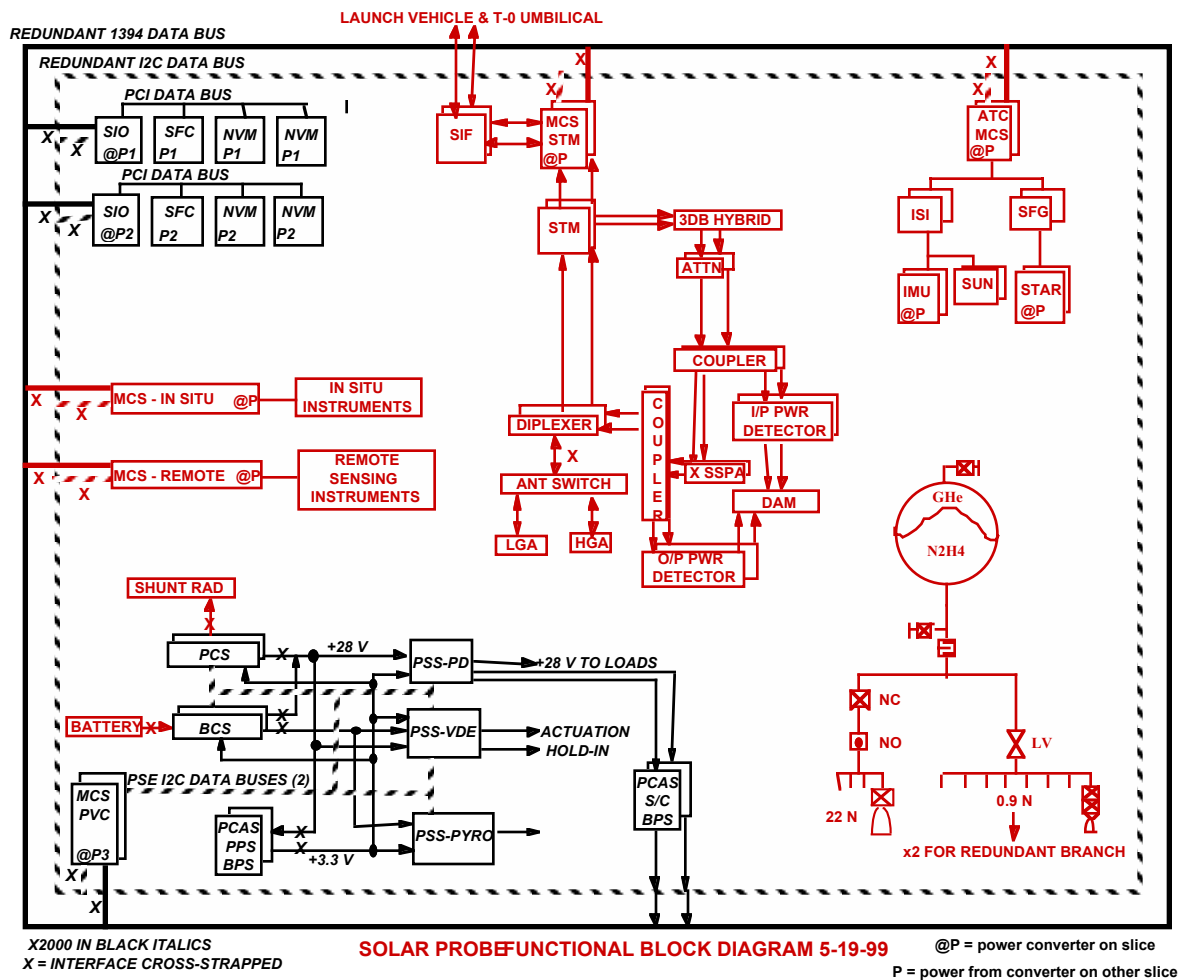 LAUNCH VEHICLE & T-0 UMBILICAL
REDUNDANT 1394 DATA BUS
REDUNDANT I2C DATA BUS
PCI DATA BUS
X
X
SIO
@P1
SFC
P1
NVM
P1
NVM
P1
I
PCI DATA BUS
X
X
SIO
@P2
SFC
P2
NVM
P2
NVM
P2
SIF
X
X
MCS
STM
@P
STM
3DB HYBRID
ATTN
COUPLER
I/P PWR
DETECTOR
X SSPA
DAM
COUPLER
O/P PWR
DETECTOR
DIPLEXER
X
ANT SWITCH
LGA
HGA
X
X
ATC
MCS
@P
ISI
SFG
IMU
@P
SUN
STAR
@P
X
X
MCS - IN SITU @P
IN SITU
INSTRUMENTS
X
X
MCS - REMOTE @P
REMOTE
SENSING
INSTRUMENTS
GHe
N2H4
NC
NO
LV
22 N
0.9 N
x2 FOR REDUNDANT BRANCH
SHUNT RAD
X
PCS
X
+28 V
PSS-PD
+28 V TO LOADS
BATTERY
X
BCS
X
X
PSS-VDE
ACTUATION
HOLD-IN
PSE I2C DATA BUSES (2)
MCS
PVC
@P3
X
X
PCAS
PPS
BPS
X
X
+3.3 V
PSS-PYRO
PCAS
S/C
BPS
X2000 IN BLACK ITALICS
X = INTERFACE CROSS-STRAPPED
SOLAR PROBE FUNCTIONAL BLOCK DIAGRAM 5-19-99
@P = power converter on slice
P = power from converter on other slice